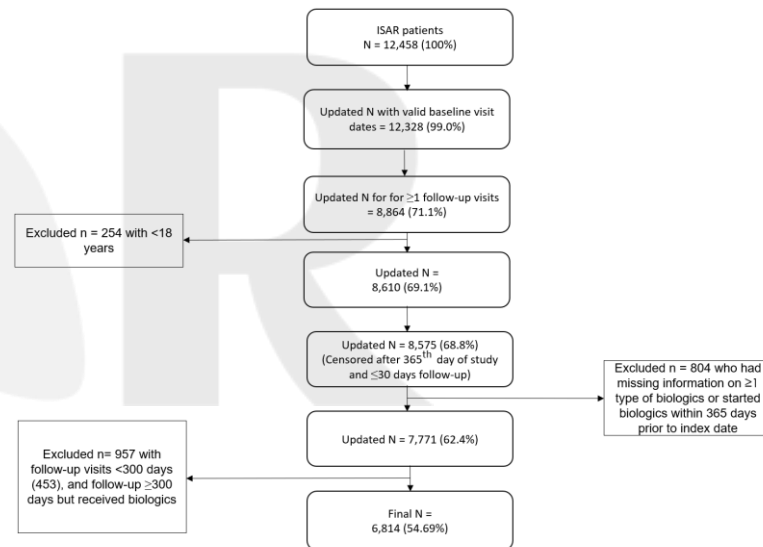 ISAR patients
N = 12,458 (100%)
Updated N with valid baseline visit
dates = 12,328 (99.0%)
Updated N for for ≥1 follow-up visits
= 8,864 (71.1%)
Excluded n = 254 with <18
years
Updated N =
8,610 (69.1%)
Updated N = 8,575 (68.8%)
(Censored after 365th day of study
and ≤30 days follow-up)
Excluded n = 804 who had
missing information on ≥1
type of biologics or started
biologics within 365 days
prior to index date
Updated N = 7,771 (62.4%)
Excluded n= 957 with
follow-up visits <300 days
(453), and follow-up ≥300
days but received biologics
Final N =
6,814 (54.69%)